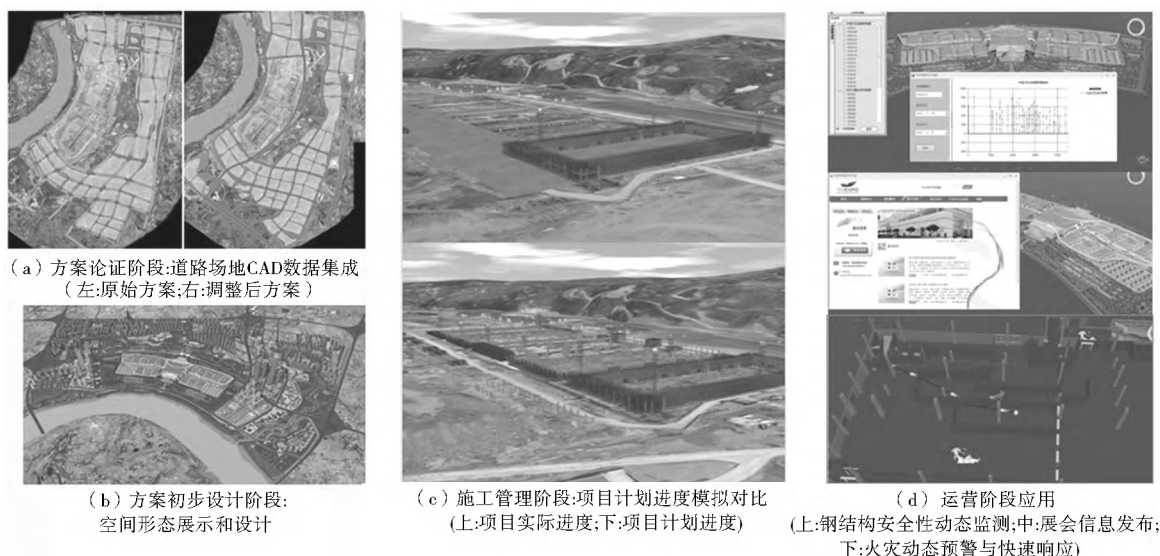 （a）方案论证阶段:道路场地CAD数据集成
（左:原始方案;右:调整后方案）
（b）方案初步设计阶段:
空间形态展示和设计
（c）施工管理阶段:项目计划进度模拟对比
(上:项目实际进度;下:项目计划进度)
（d）运营阶段应用
(上:钢结构安全性动态监测;中:展会信息发布;
下:火灾动态预警与快速响应)